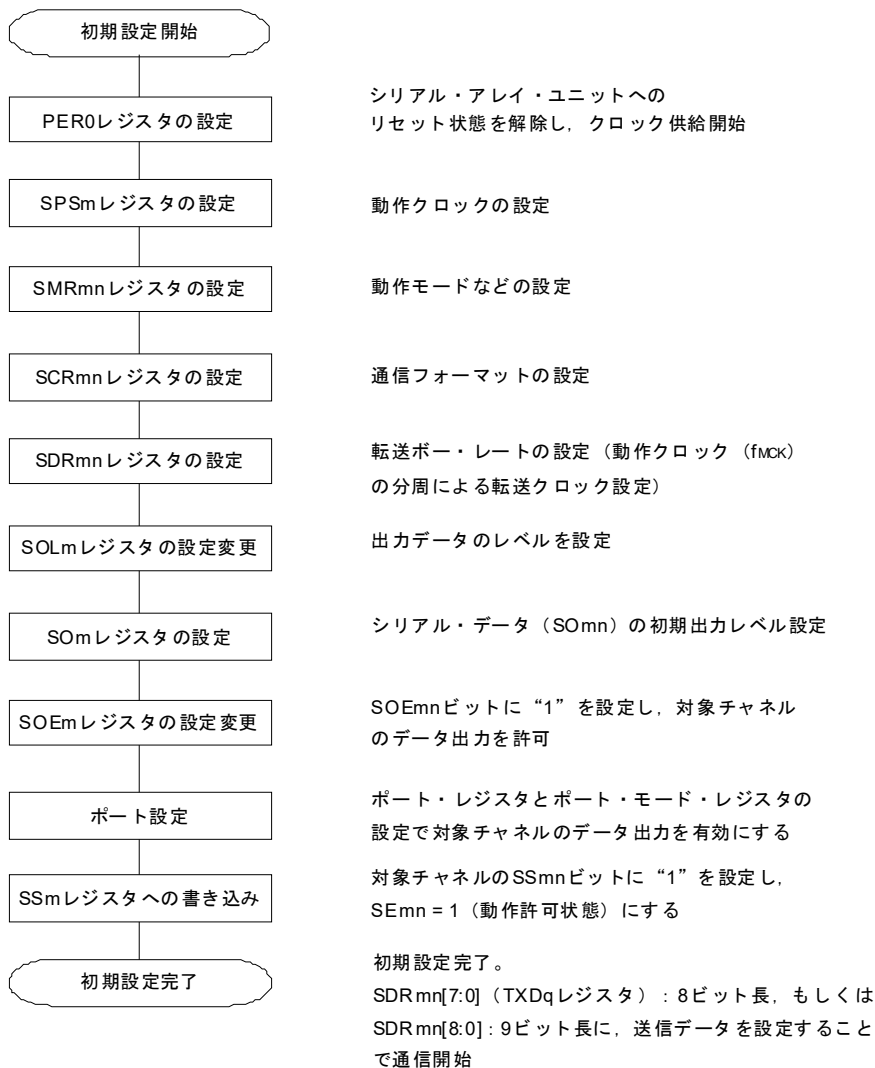 初期設定開始
PER0レジスタの設定
シリアル・アレイ・ユニットへの
リセット状態を解除し，クロック供給開始
SPSmレジスタの設定
動作クロックの設定
SMRmnレジスタの設定
動作モードなどの設定
SCRmnレジスタの設定
通信フォーマットの設定
SDRmnレジスタの設定
転送ボー・レートの設定（動作クロック（fMCK）
の分周による転送クロック設定）
SOLmレジスタの設定変更
出力データのレベルを設定
SOmレジスタの設定
シリアル・データ（SOmn）の初期出力レベル設定
SOEmレジスタの設定変更
SOEmnビットに“1”を設定し，対象チャネル
のデータ出力を許可
ポート設定
ポート・レジスタとポート・モード・レジスタの
設定で対象チャネルのデータ出力を有効にする
SSmレジスタへの書き込み
対象チャネルのSSmnビットに“1”を設定し，
SEmn = 1（動作許可状態）にする
初期設定完了
初期設定完了。
SDRmn[7:0]（TXDqレジスタ）: 8ビット長，もしくは
SDRmn[8:0] : 9ビット長に，送信データを設定すること
で通信開始